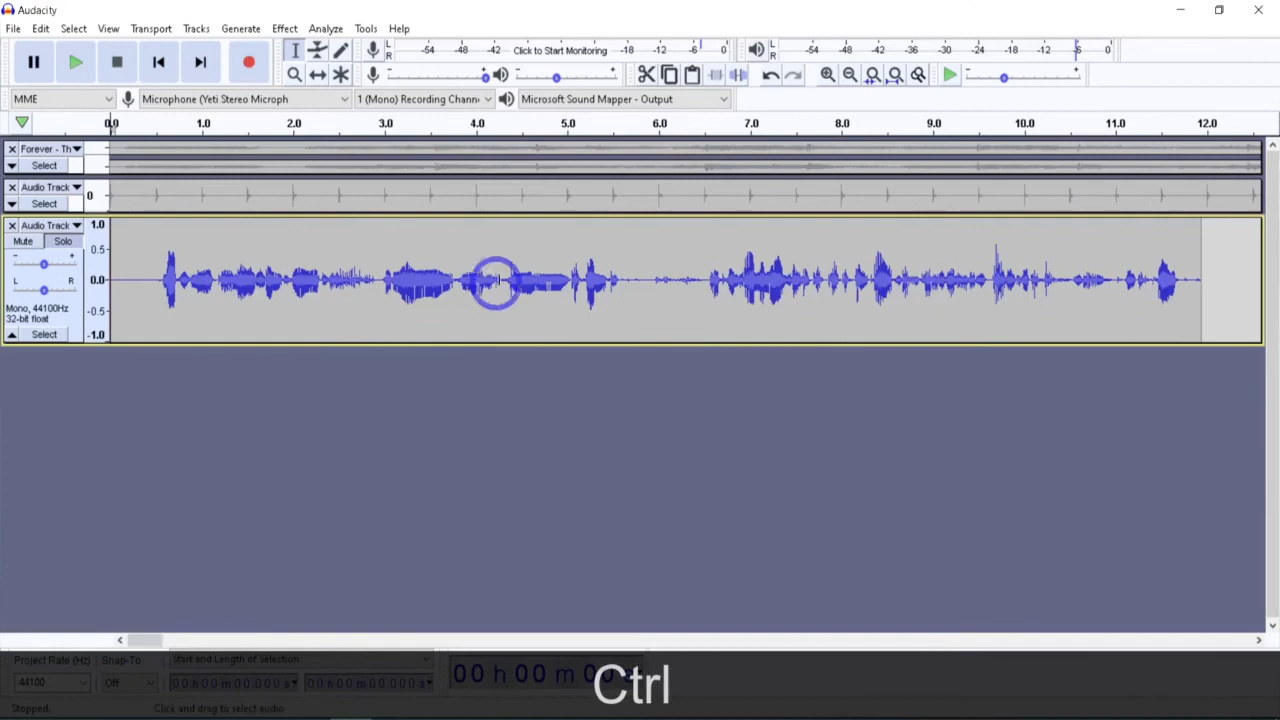 Audacity
File Edit Select View Transport Tracks Generate Effect Analyze Tools Help
L R -54 -48 -42 Click to Start Monitoring -18 -12 -6 0 L R -54 -48 -42 -36 -30 -24 -18 -12 -6 0
- + - + - +
MME Microphone (Yeti Stereo Microph 1 (Mono) Recording Chann Microsoft Sound Mapper - Output
0.0 1.0 2.0 3.0 4.0 5.0 6.0 7.0 8.0 9.0 10.0 11.0 12.0
X Forever - Th
Select
X Audio Track 0
Select
X Audio Track 1.0
Mute Solo
0.5
- +
L R 0.0
Mono, 44100Hz
32-bit float -0.5
Select -1.0
Project Rate (Hz) Snap-To Start and Length of Selection
44100 Off 00 h 00 m 00.000 s 00 h 00 m 00.000 s 00 h 00 m 00 s
Ctrl
Stopped. Click and drag to select audio